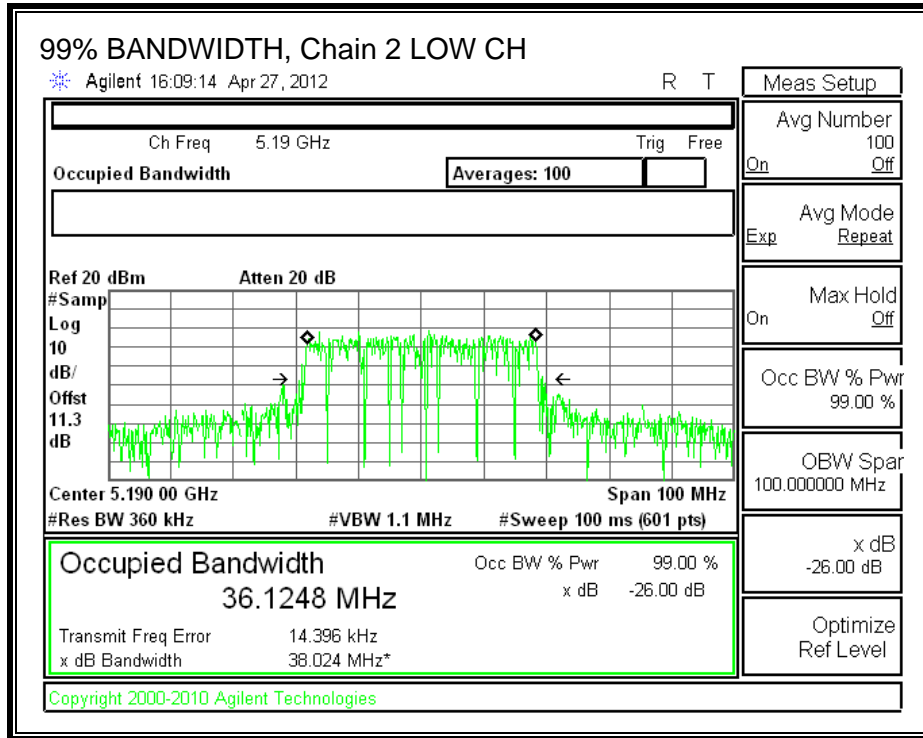 99% BANDWIDTH, Chain 2 LOW CH
Agilent 16:09:14 Apr 27, 2012 R T
Ch Freq 5.19 GHz Trig Free
Occupied Bandwidth Averages: 100
Ref 20 dBm Atten 20 dB
#Samp
Log
10
dB/
Offst
11.3
dB
Center 5.190 00 GHz Span 100 MHz
#Res BW 360 kHz #VBW 1.1 MHz #Sweep 100 ms (601 pts)
Occupied Bandwidth Occ BW % Pwr 99.00 %
36.1248 MHz x dB -26.00 dB
Transmit Freq Error 14.396 kHz
x dB Bandwidth 38.024 MHz*
Copyright 2000-2010 Agilent Technologies
Meas Setup
Avg Number
100
On Off
Avg Mode
Exp Repeat
Max Hold
On Off
Occ BW % Pwr
99.00 %
OBW Span
100.000000 MHz
x dB
-26.00 dB
Optimize
Ref Level